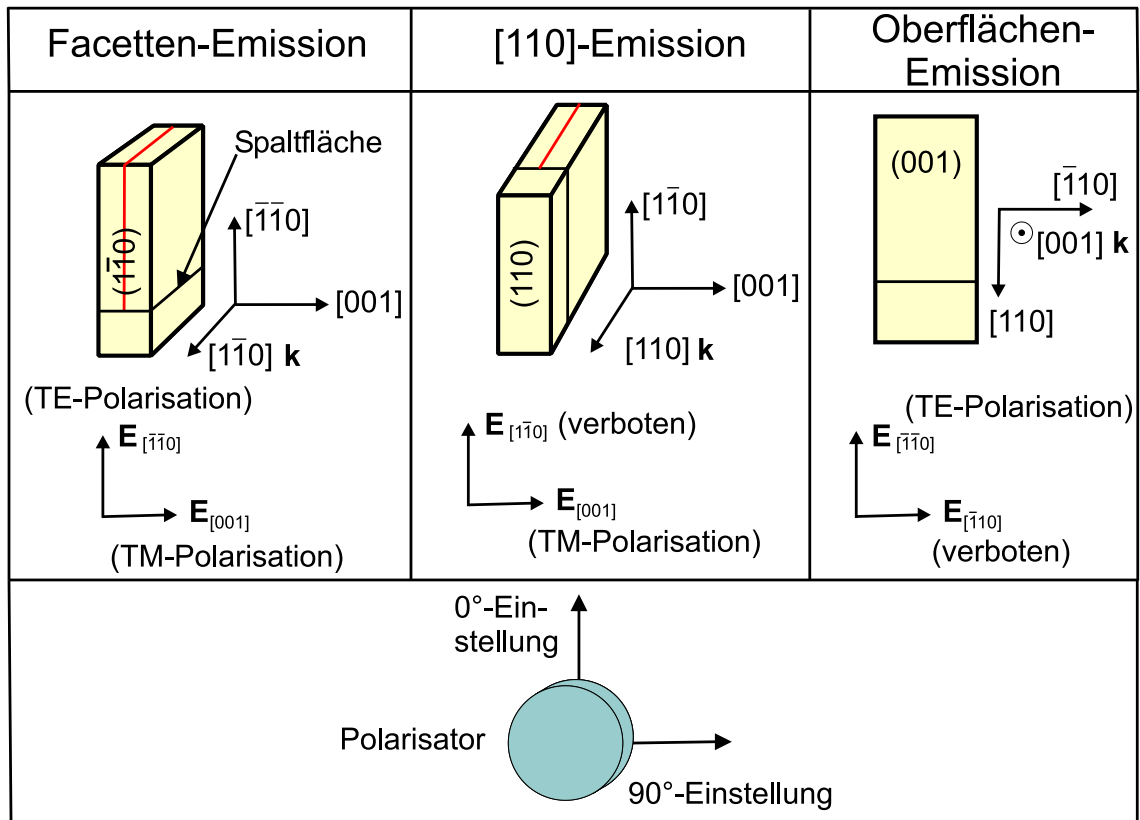 Facetten-Emission
[110]-Emission
Oberflächen-
Emission
Spaltfläche
(11̅0)
[1̅1̅0]
[001]
[11̅0] k
(TE-Polarisation)
E [1̅1̅0]
E [001]
(TM-Polarisation)
(110)
[11̅0]
[001]
[110] k
E [11̅0] (verboten)
E [001]
(TM-Polarisation)
(001)
[1̅10]
[001] k
[110]
(TE-Polarisation)
E [1̅1̅0]
E [1̅10]
(verboten)
0°-Ein-
stellung
Polarisator
90°-Einstellung